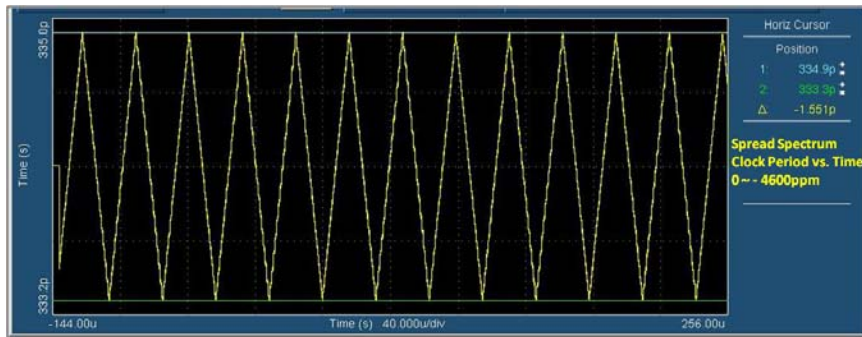 335.0p
Time (s)
333.2p
-144.00u
Time (s) 40.000u/div
256.00u
Horiz Cursor
Position
1: 334.9p
2: 333.3p
Δ: -1.551p
Spread Spectrum
Clock Period vs. Time
0 ~ - 4600ppm